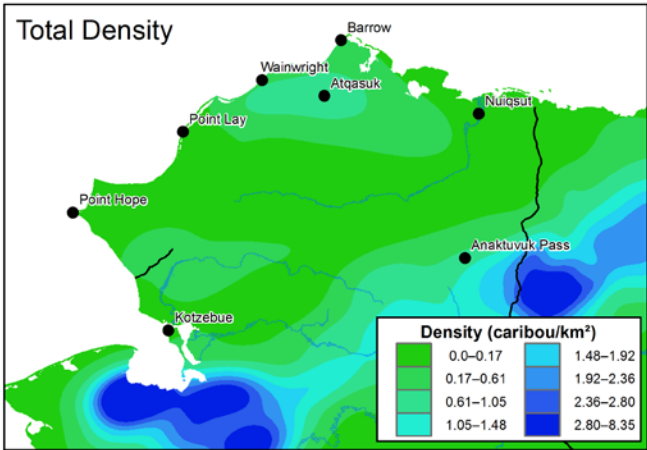 Total Density
Barrow
Wainwright
Atqasuk
Nuiqsut
Point Lay
Point Hope
Anaktuvuk Pass
Kotzebue
Density (caribou/km²)
0.0–0.17
0.17–0.61
0.61–1.05
1.05–1.48
1.48–1.92
1.92–2.36
2.36–2.80
2.80–8.35